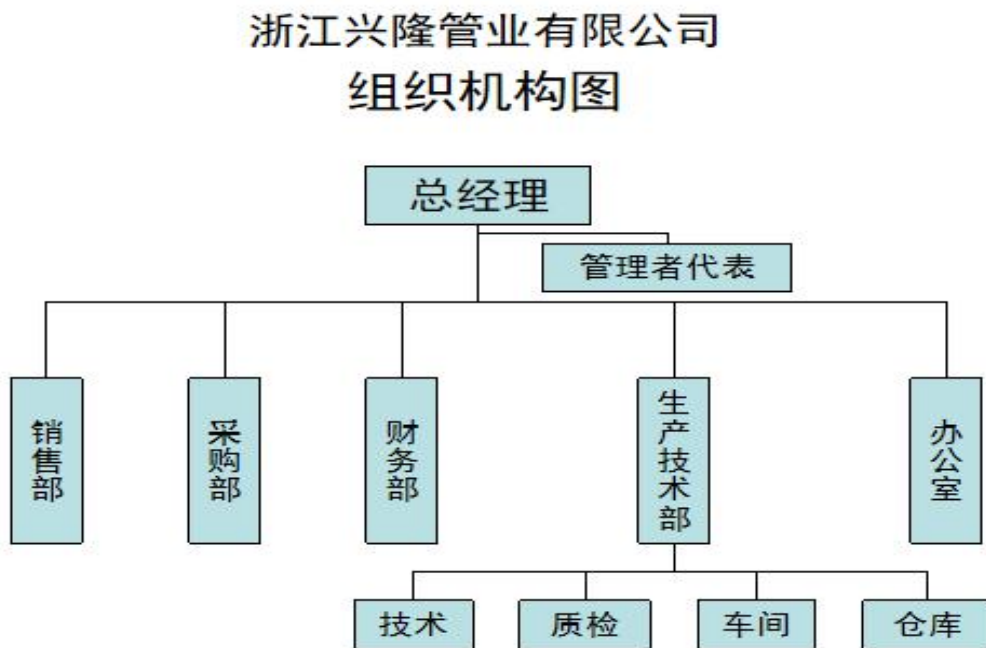 浙江兴隆管业有限公司
组织机构图
总经理
管理者代表
销售部
采购部
财务部
生产技术部
办公室
技术
质检
车间
仓库